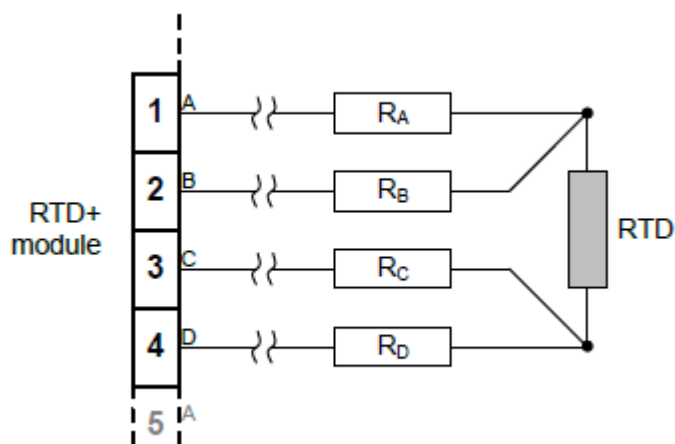 1 A R_A
2 B R_B
RTD+
module
RTD
3 C R_C
4 D R_D
5 A